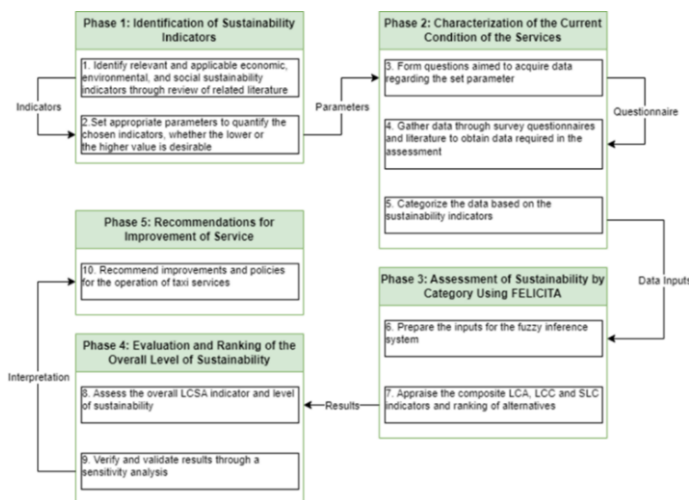 Phase 1: Identification of Sustainability
Indicators
1. Identify relevant and applicable economic,
environmental, and social sustainability
indicators through review of related literature
Indicators
2.Set appropriate parameters to quantify the
chosen indicators, whether the lower or
the higher value is desirable
Parameters
Phase 2: Characterization of the Current
Condition of the Services
3. Form questions aimed to acquire data
regarding the set parameter
Questionnaire
4. Gather data through survey questionnaires
and literature to obtain data required in the
assessment
5. Categorize the data based on the
sustainability indicators
Data Inputs
Phase 3: Assessment of Sustainability by
Category Using FELICITA
6. Prepare the inputs for the fuzzy inference
system
7. Appraise the composite LCA, LCC and SLC
indicators and ranking of alternatives
Results
Phase 4: Evaluation and Ranking of the
Overall Level of Sustainability
8. Assess the overall LCSA indicator and level
of sustainability
9. Verify and validate results through a
sensitivity analysis
Interpretation
Phase 5: Recommendations for
Improvement of Service
10. Recommend improvements and policies
for the operation of taxi services